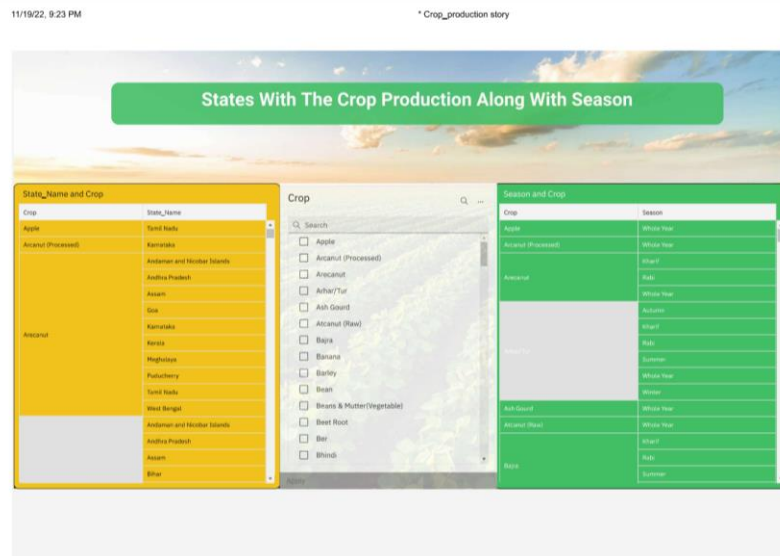 11/19/22, 9:23 PM
* Crop_production story
States With The Crop Production Along With Season
State_Name and Crop
Crop State_Name
Apple Tamil Nadu
Arcanut (Processed) Karnataka
Arecanut
Andaman and Nicobar Islands
Andhra Pradesh
Assam
Goa
Karnataka
Kerala
Meghalaya
Puducherry
Tamil Nadu
West Bengal
Andaman and Nicobar Islands
Andhra Pradesh
Assam
Bihar
Crop
Search
Apple
Arcanut (Processed)
Arecanut
Arhar/Tur
Ash Gourd
Atcanut (Raw)
Bajra
Banana
Barley
Bean
Beans & Mutter(Vegetable)
Beet Root
Ber
Bhindi
Apply
Season and Crop
Crop Season
Apple Whole Year
Arcanut (Processed) Whole Year
Arecanut
Kharif
Rabi
Whole Year
Arhar/Tur
Autumn
Kharif
Rabi
Summer
Whole Year
Winter
Ash Gourd Whole Year
Atcanut (Raw) Whole Year
Bajra
Kharif
Rabi
Summer